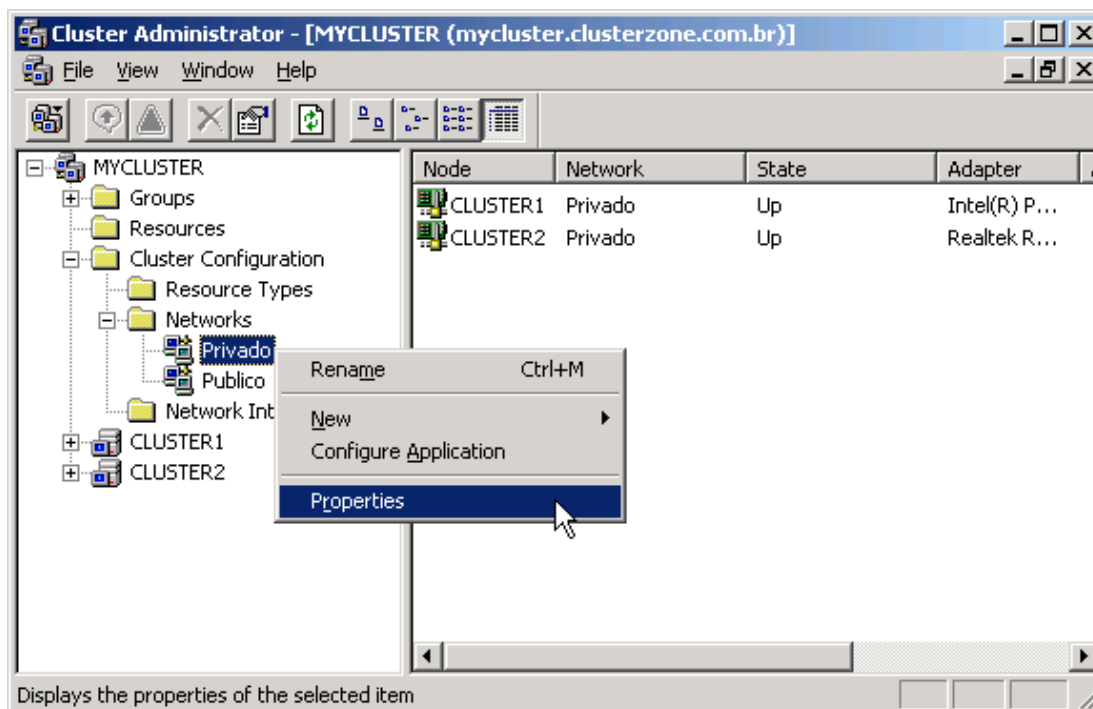 Cluster Administrator - [MYCLUSTER (mycluster.clusterzone.com.br)]
File View Window Help
MYCLUSTER
Groups
Resources
Cluster Configuration
Resource Types
Networks
Privado
Publico
Network Int
CLUSTER1
CLUSTER2
Node Network State Adapter
CLUSTER1 Privado Up Intel(R) P...
CLUSTER2 Privado Up Realtek R...
Rename Ctrl+M
New
Configure Application
Properties
Displays the properties of the selected item